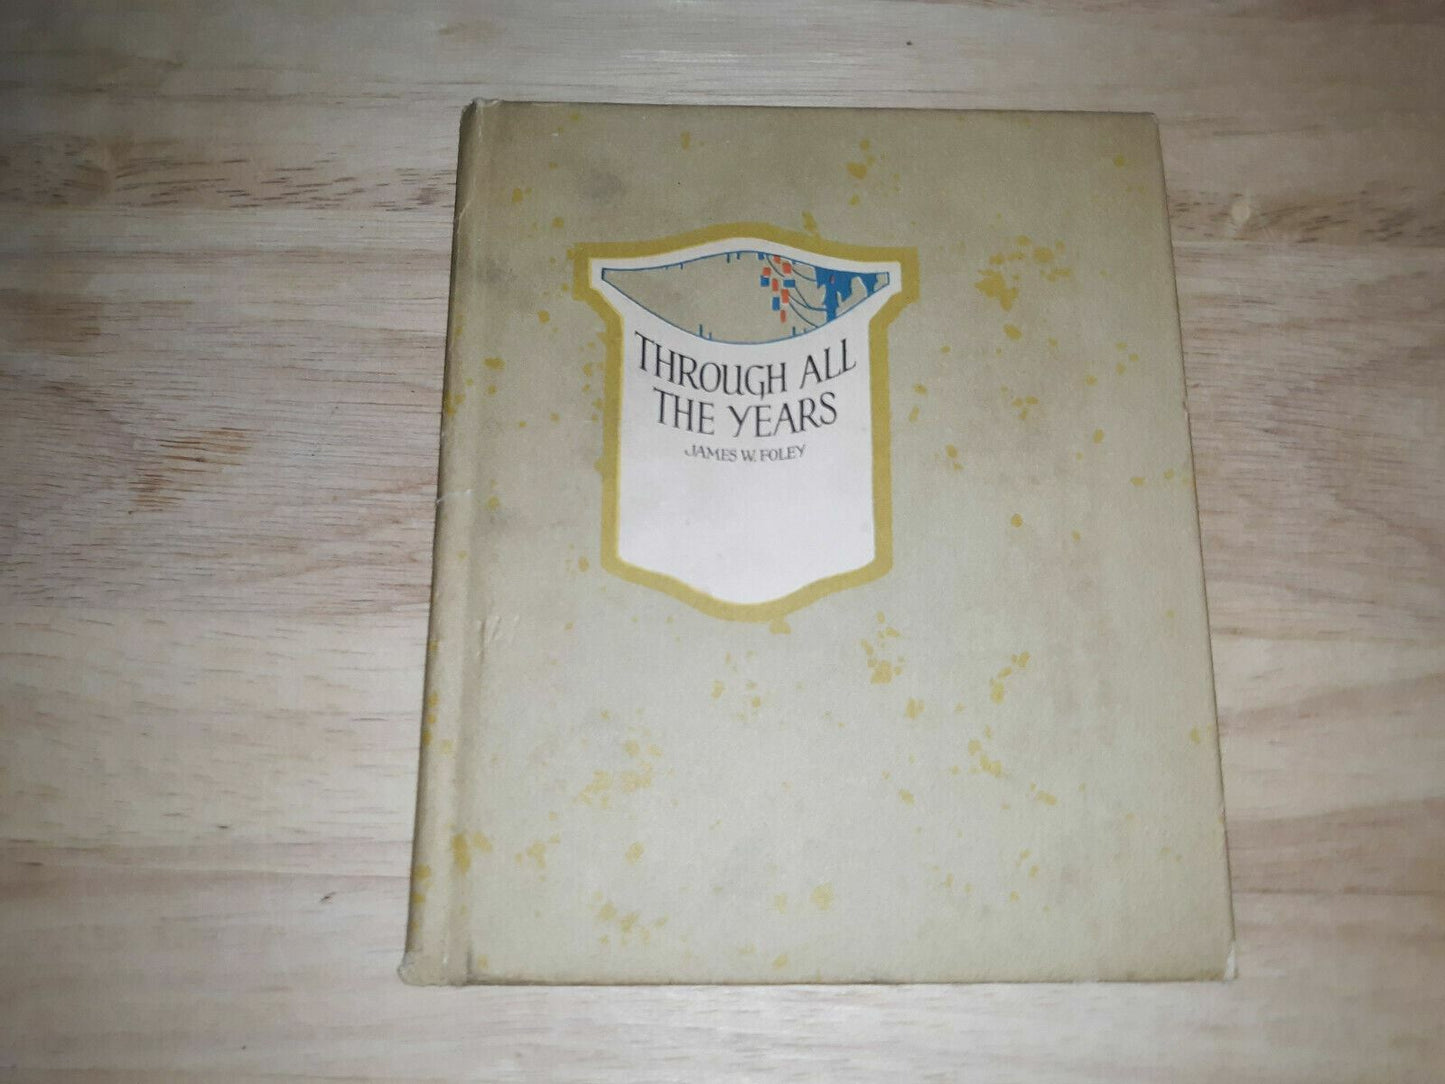 THROUGH ALL
THE YEARS
JAMES W. FOLEY